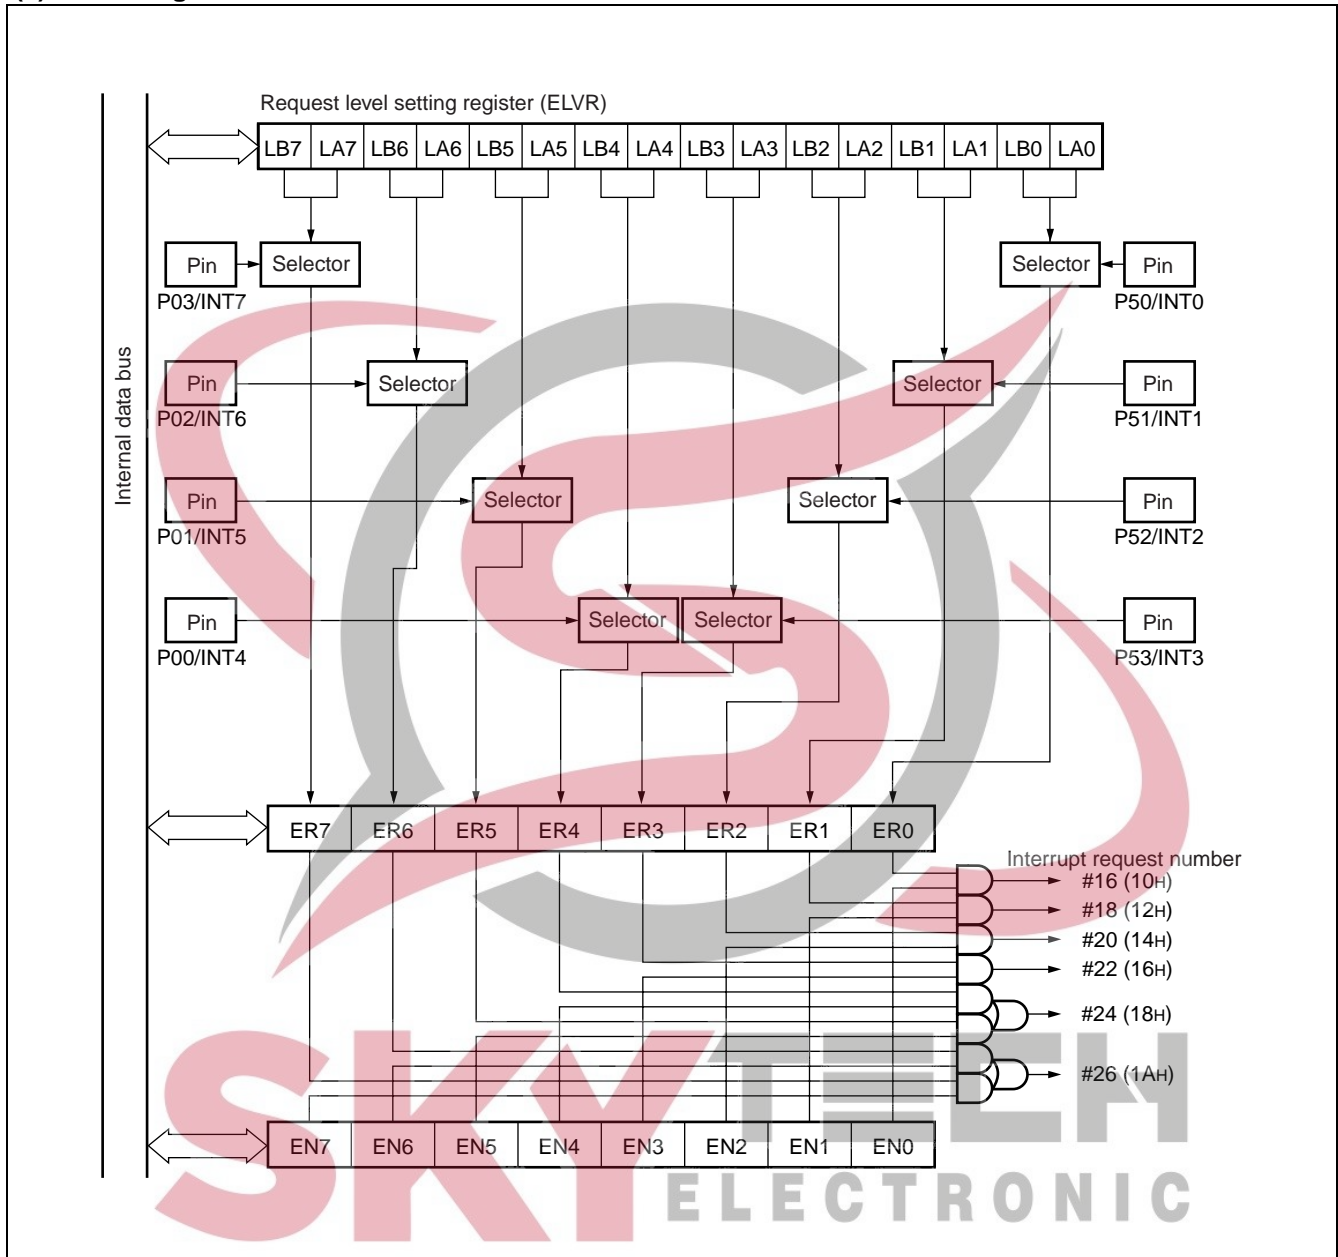 Request level setting register (ELVR)
LB7 LA7 LB6 LA6 LB5 LA5 LB4 LA4 LB3 LA3 LB2 LA2 LB1 LA1 LB0 LA0
Internal data bus
Pin Selector Selector Pin
P03/INT7 P50/INT0
Pin Selector Selector Pin
P02/INT6 P51/INT1
Pin Selector Selector Pin
P01/INT5 P52/INT2
Pin Selector Selector Pin
P00/INT4 P53/INT3
ER7 ER6 ER5 ER4 ER3 ER2 ER1 ER0
Interrupt request number
#16 (10H)
#18 (12H)
#20 (14H)
#22 (16H)
#24 (18H)
#26 (1AH)
EN7 EN6 EN5 EN4 EN3 EN2 EN1 EN0
SKYTECH
ELECTRONIC